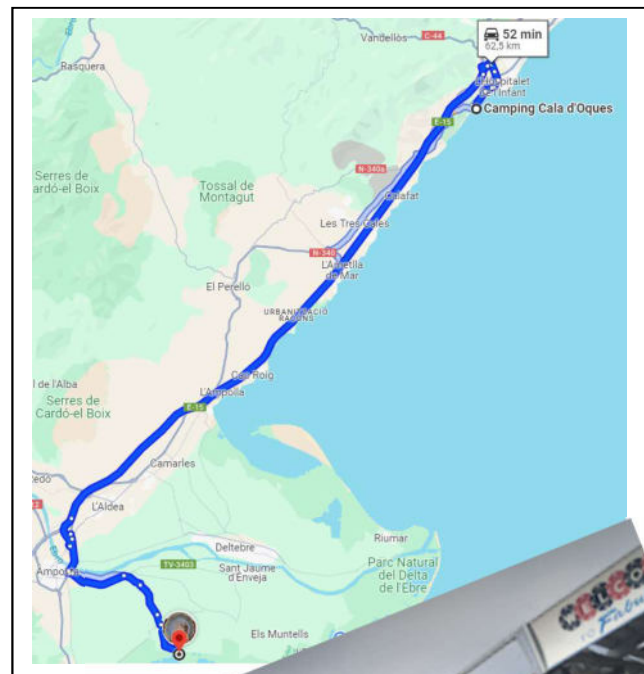 Vandellòs
C-44
52 min
62,5 km
Rasquera
L'Hospitalet
de l'Infant
Camping Cala d'Oques
E-15
Serres de
Cardó-el Boix
Tossal de
Montagut
N-340a
Calafat
Les Tres Cales
N-340
L'Ametlla
de Mar
El Perelló
URBANITZACIÓ
l de l'Alba
Cap Roig
L'Ampolla
Serres de
Cardó-el Boix
E-15
Camarles
L'Aldea
Riumar
Deltebre
Amposta
TV-3403
Sant Jaume
d'Enveja
Parc Natural
del Delta
de l'Ebre
Els Muntells
TO